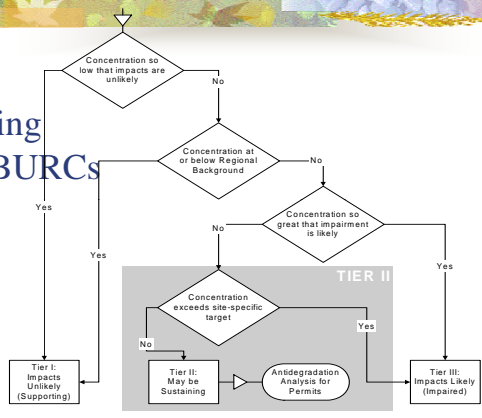 Concentration so
low that impacts are
unlikely
No
ing
BURCs
Concentration at
or below Regional
Background
No
Yes
Concentration so
great that impairment
is likely
No
Yes
Yes
TIER II
Concentration
exceeds site-specific
target
Yes
No
Tier I:
Impacts
Unlikely
(Supporting)
Tier II:
May be
Sustaining
Antidegradation
Analysis for
Permits
Tier III:
Impacts Likely
(Impaired)